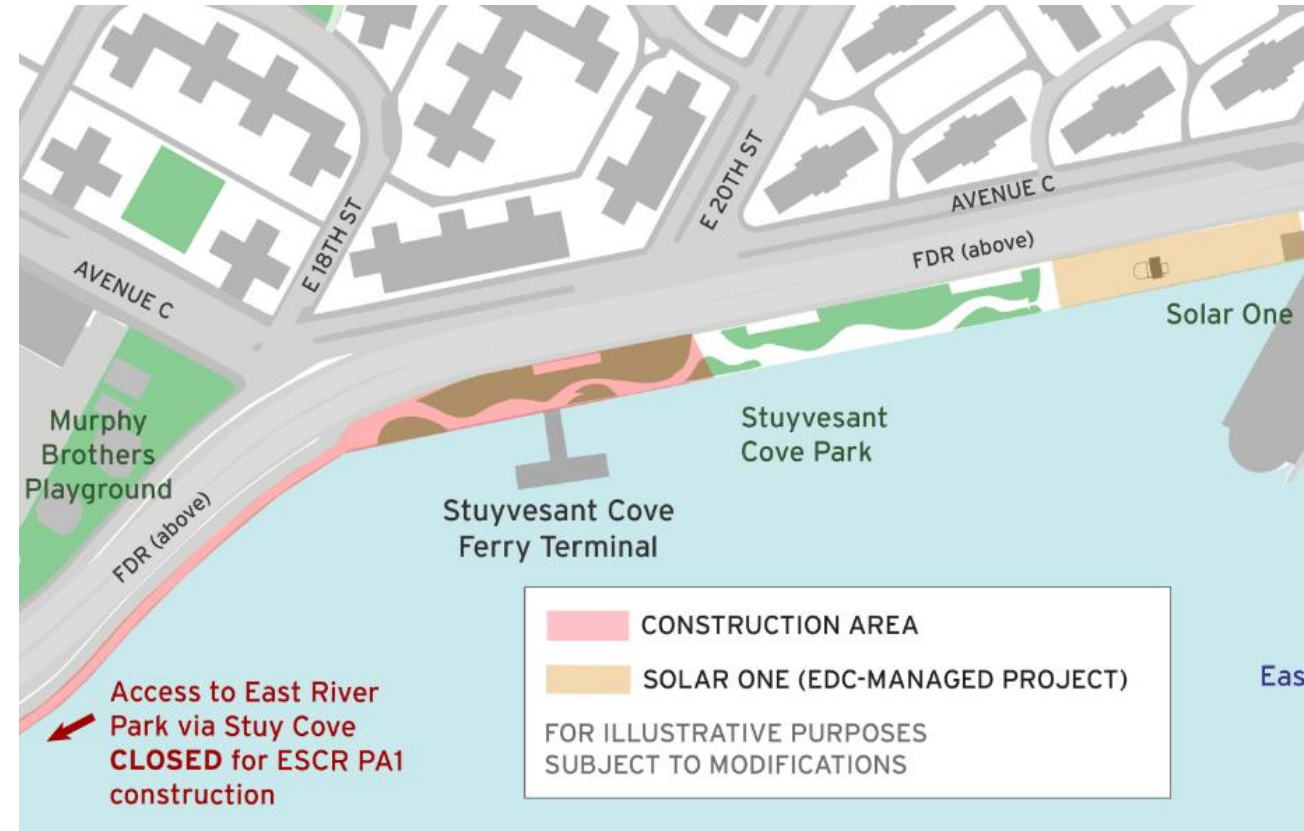 E 20TH ST
AVENUE C
E 18TH ST
FDR (above)
AVENUE C
Solar One
Murphy
Brothers
Playground
Stuyvesant
Cove Park
FDR (above)
Stuyvesant Cove
Ferry Terminal
CONSTRUCTION AREA
SOLAR ONE (EDC-MANAGED PROJECT)
FOR ILLUSTRATIVE PURPOSES
SUBJECT TO MODIFICATIONS
Eas
Access to East River
Park via Stuy Cove
CLOSED for ESCR PA1
construction